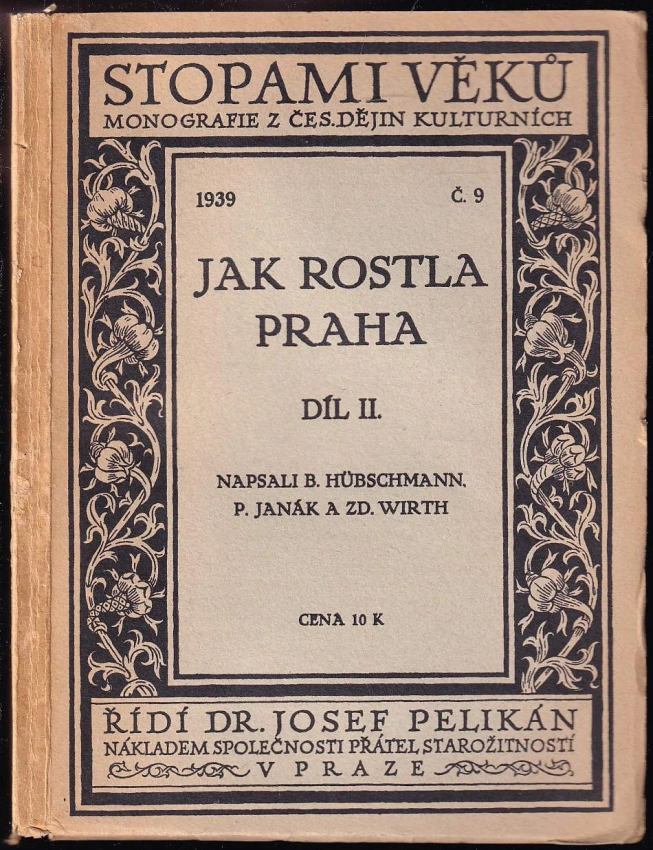 STOPAMI VĚKŮ
MONOGRAFIE Z ČES. DĚJIN KULTURNÍCH
1939 Č. 9
JAK ROSTLA
PRAHA
DÍL II.
NAPSALI B. HÜBSCHMANN,
P. JANÁK A ZD. WIRTH
CENA 10 K
ŘÍDÍ DR. JOSEF PELIKÁN
NÁKLADEM SPOLEČNOSTI PŘÁTEL STAROŽITNOSTÍ
V PRAZE